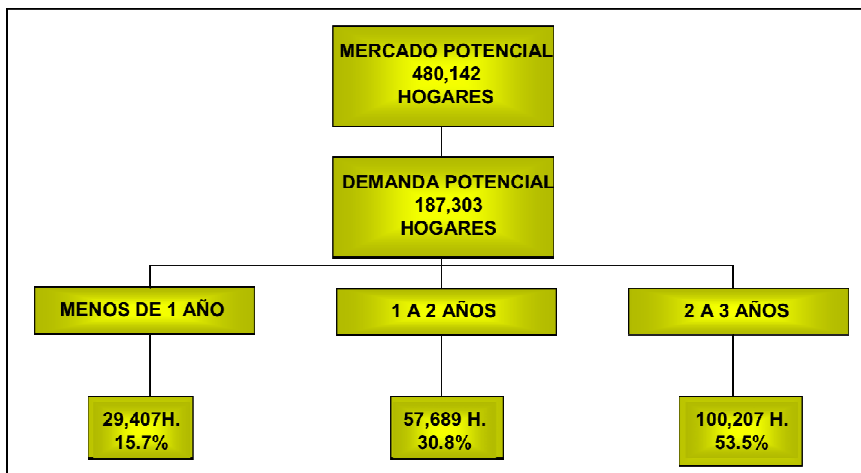 MERCADO POTENCIAL
480,142
HOGARES
DEMANDA POTENCIAL
187,303
HOGARES
MENOS DE 1 AÑO
1 A 2 AÑOS
2 A 3 AÑOS
29,407H.
15.7%
57,689 H.
30.8%
100,207 H.
53.5%